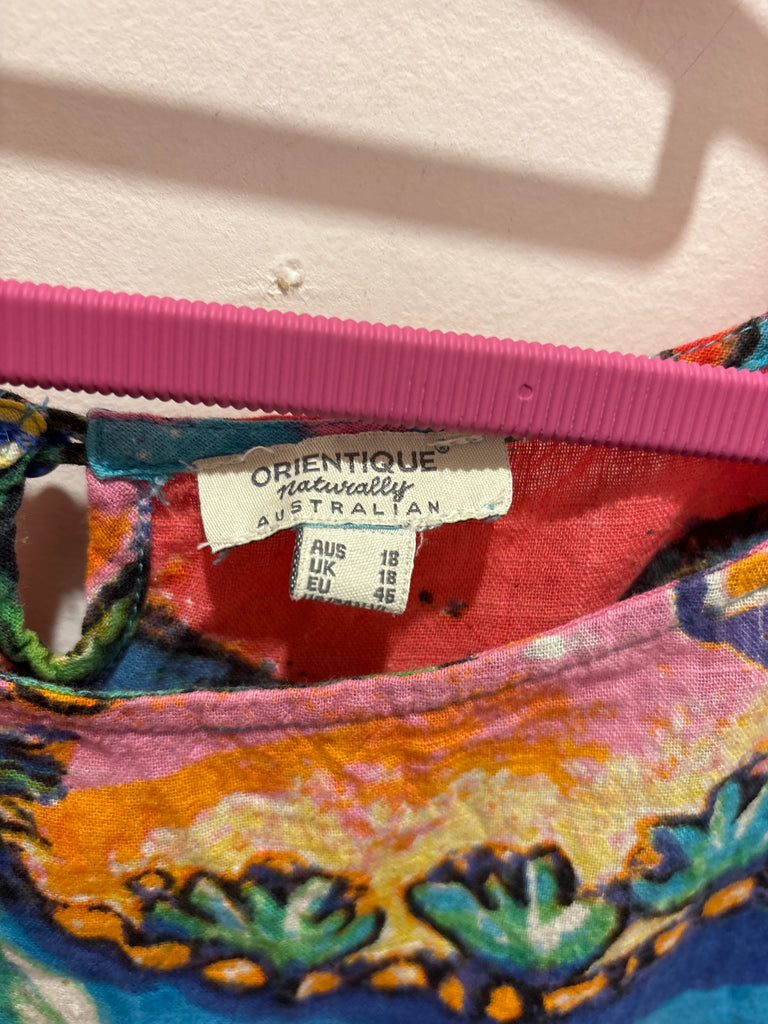 ORIENTIQUE®
naturally
AUSTRALIAN
AUS 18
UK 18
EU 46